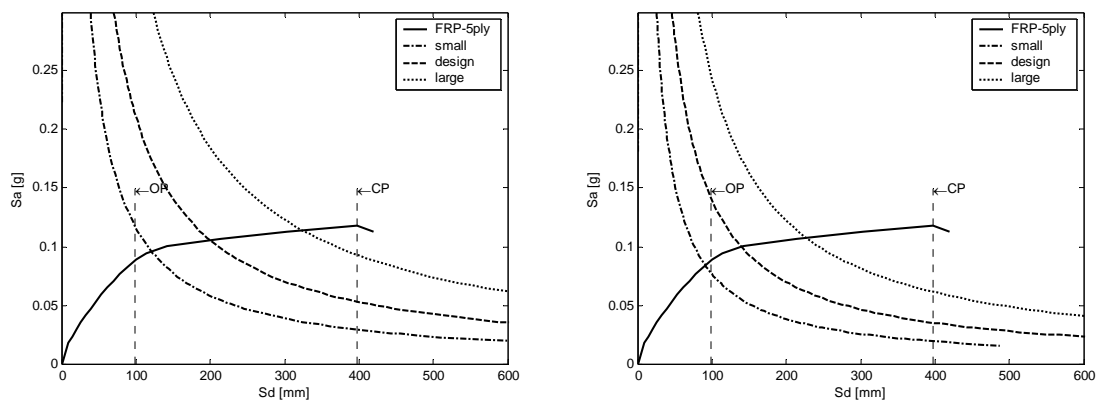 FRP-5ply
small
design
large
0.25
0.2
0.15
0.1
0.05
0
Sa [g]
←OP
←CP
0 100 200 300 400 500 600
Sd [mm]
FRP-5ply
small
design
large
0.25
0.2
0.15
0.1
0.05
0
Sa [g]
←OP
←CP
0 100 200 300 400 500 600
Sd [mm]